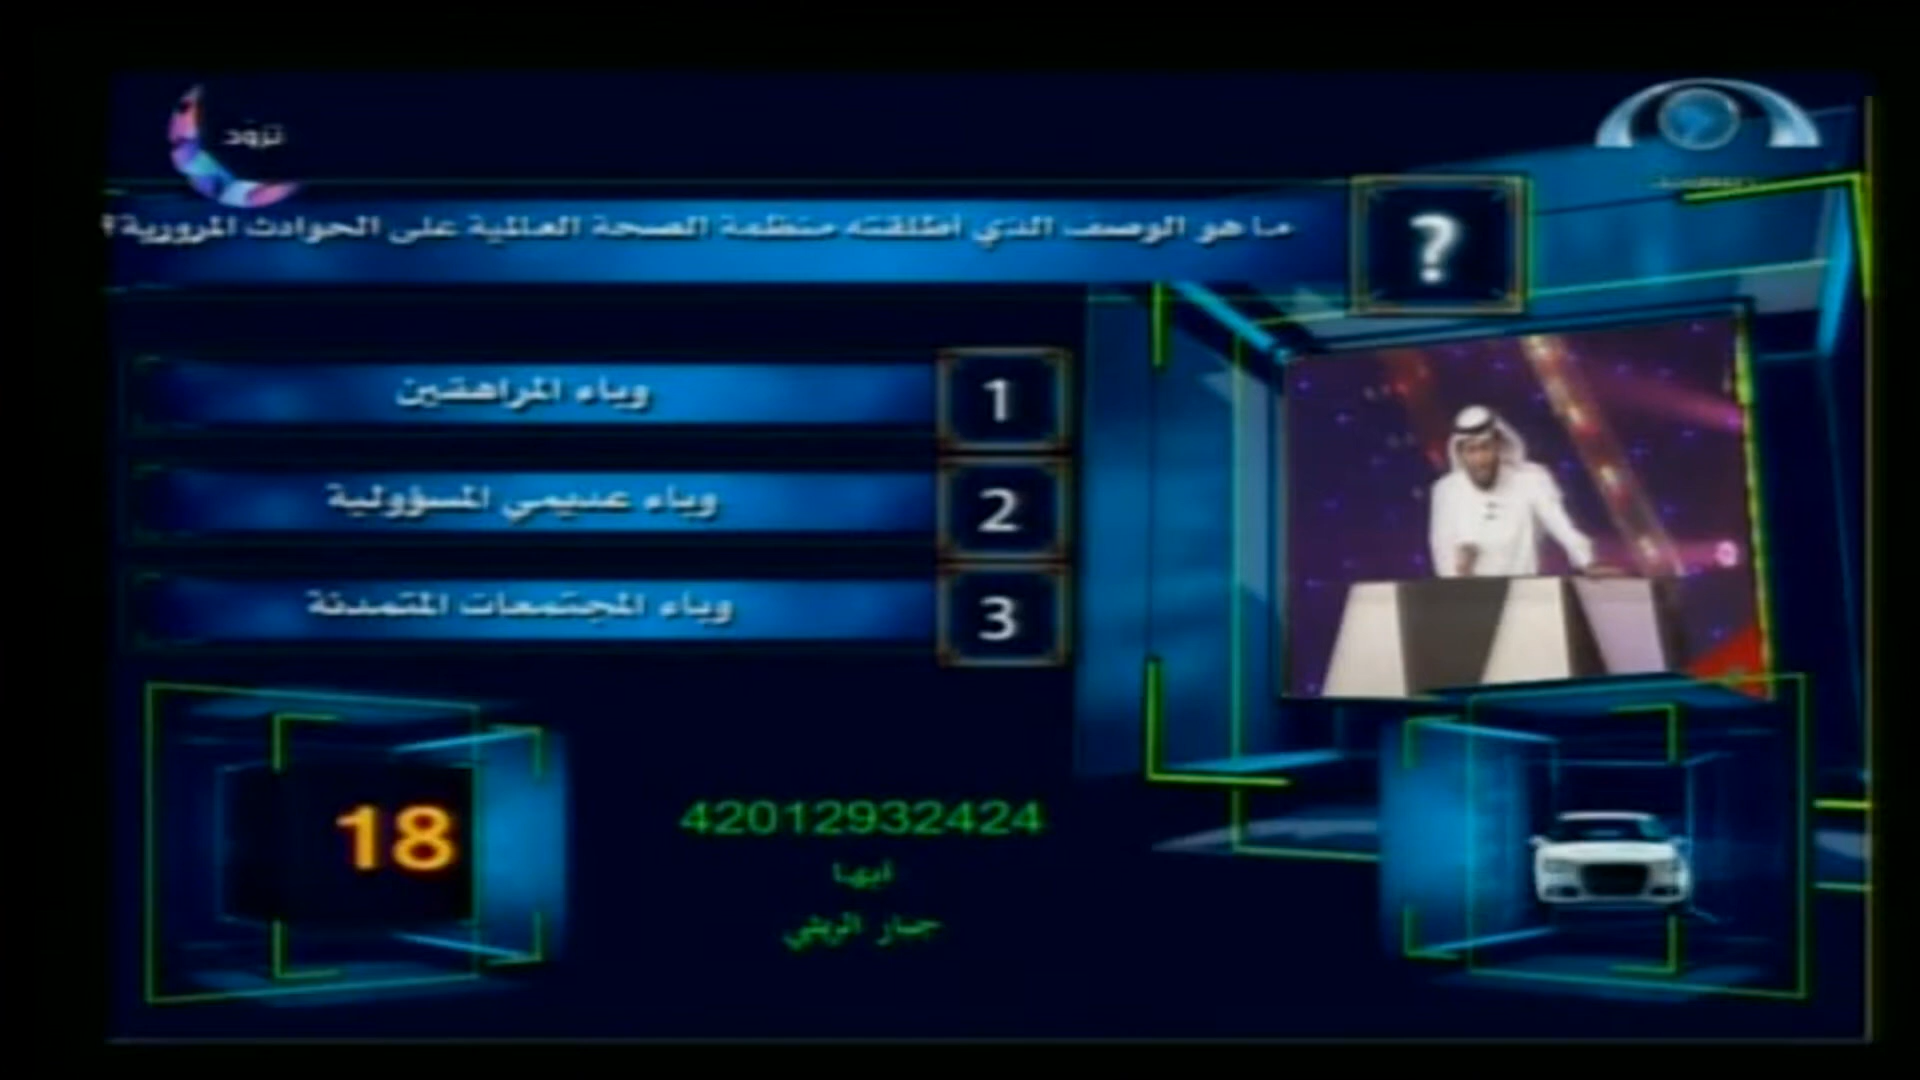 تزود
ما هو الوصف الذي أطلقته منظمة الصحة العالمية على الحوادث المرورية؟
?
1
وباء المراهقين
2
وباء عديمي المسؤولية
3
وباء المجتمعات المتمدنة
18
42012932424
أبها